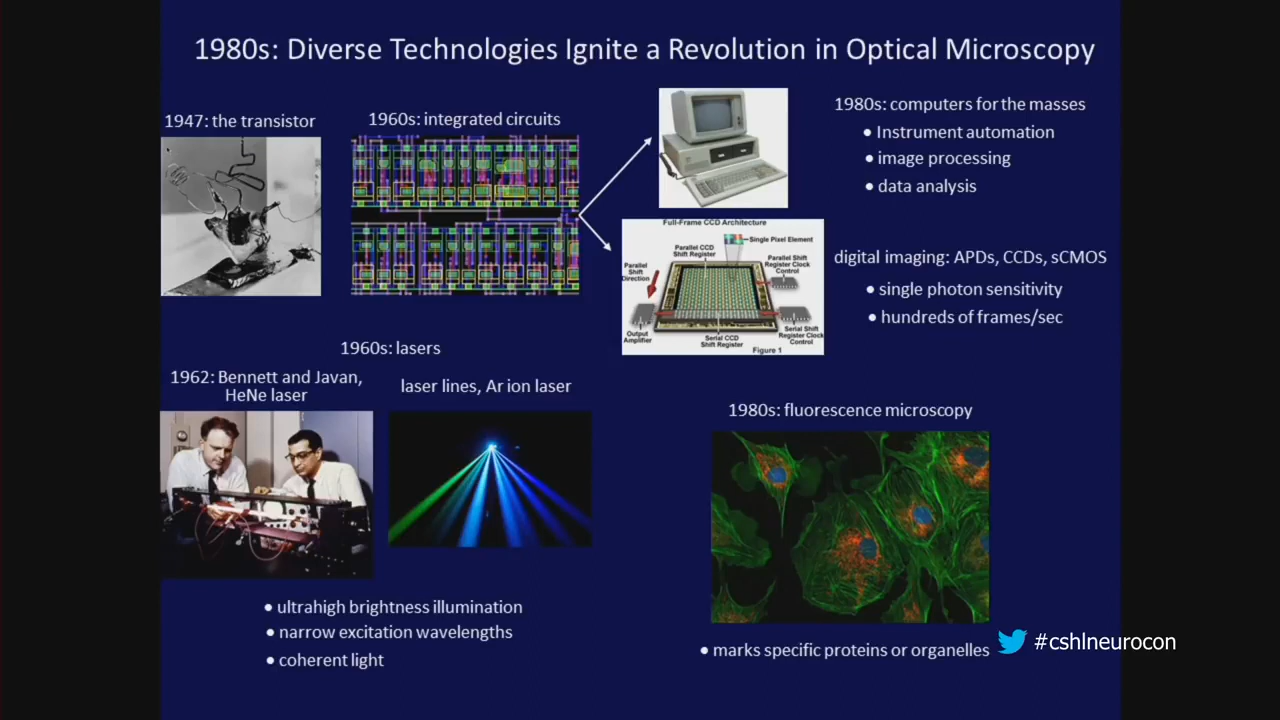 1980s: Diverse Technologies Ignite a Revolution in Optical Microscopy
1947: the transistor
1960s: integrated circuits
1980s: computers for the masses
• Instrument automation
• image processing
• data analysis
Full-Frame CCD Architecture
Single Pixel Element
Parallel CCD
Shift Register
Parallel Shift
Register Clock
Control
Parallel
Shift
Direction
Output
Amplifier
Serial CCD
Shift Register
Serial Shift
Register Clock
Control
Figure 1
digital imaging: APDs, CCDs, sCMOS
• single photon sensitivity
• hundreds of frames/sec
1960s: lasers
1962: Bennett and Javan,
HeNe laser
laser lines, Ar ion laser
• ultrahigh brightness illumination
• narrow excitation wavelengths
• coherent light
1980s: fluorescence microscopy
• marks specific proteins or organelles
#cshlneurocon